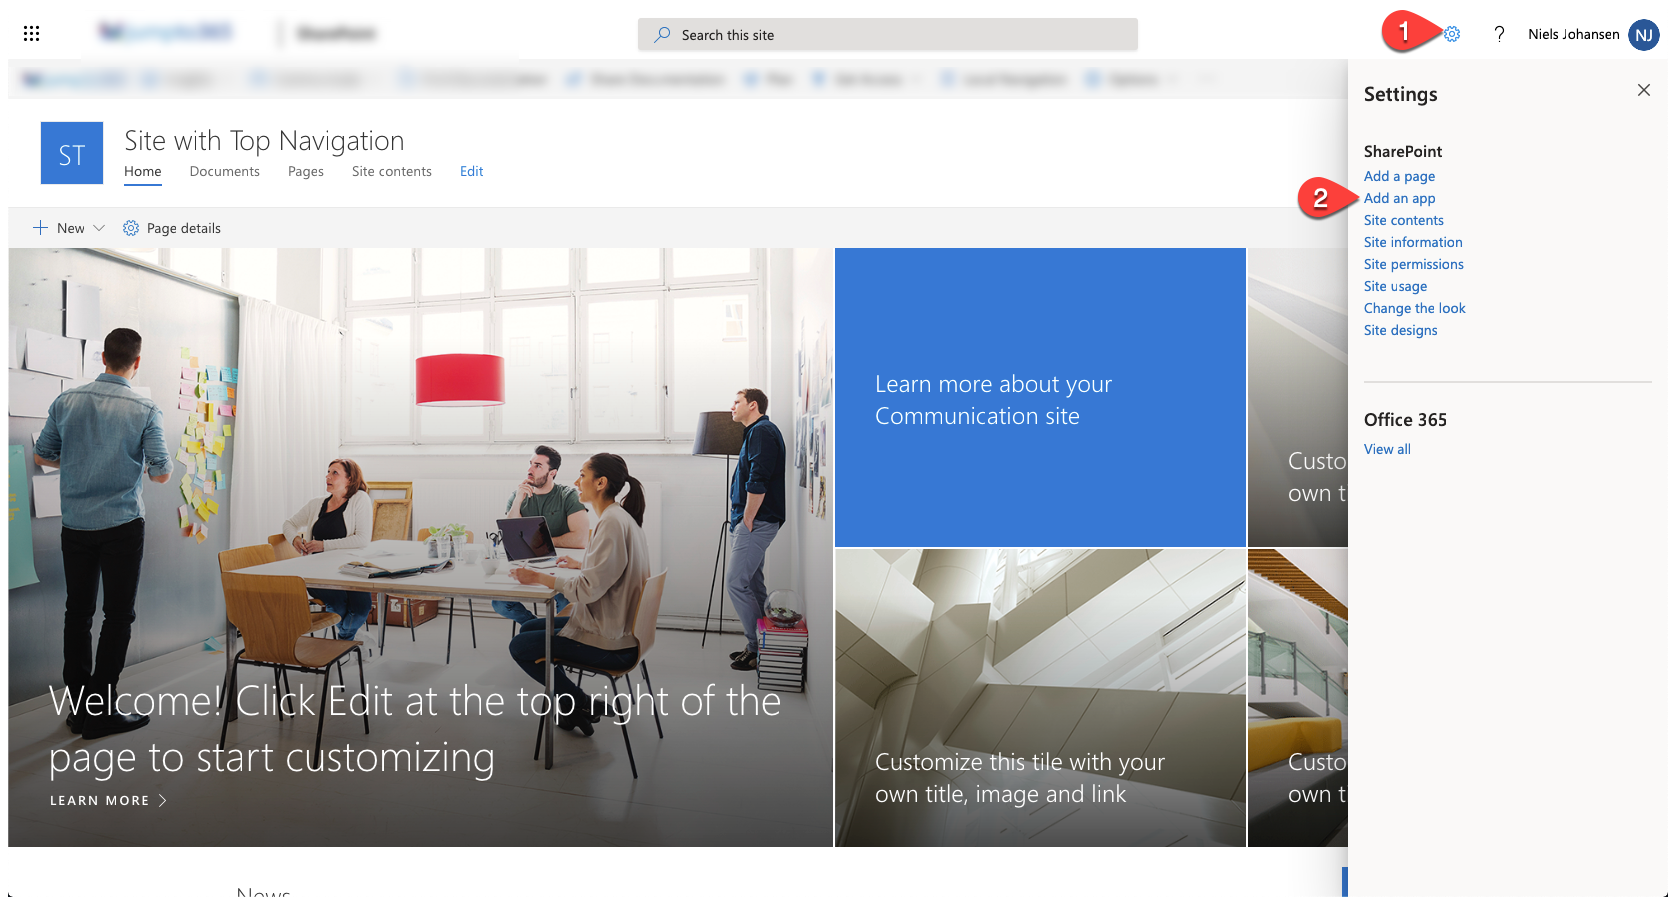 Search this site
1
?
Niels Johansen
NJ
ST
Site with Top Navigation
Home
Documents
Pages
Site contents
Edit
New
Page details
Welcome! Click Edit at the top right of the
page to start customizing
LEARN MORE
Learn more about your
Communication site
Customize this tile with your
own title, image and link
Custo
own t
Custo
own t
News
Settings
SharePoint
Add a page
2
Add an app
Site contents
Site information
Site permissions
Site usage
Change the look
Site designs
Office 365
View all